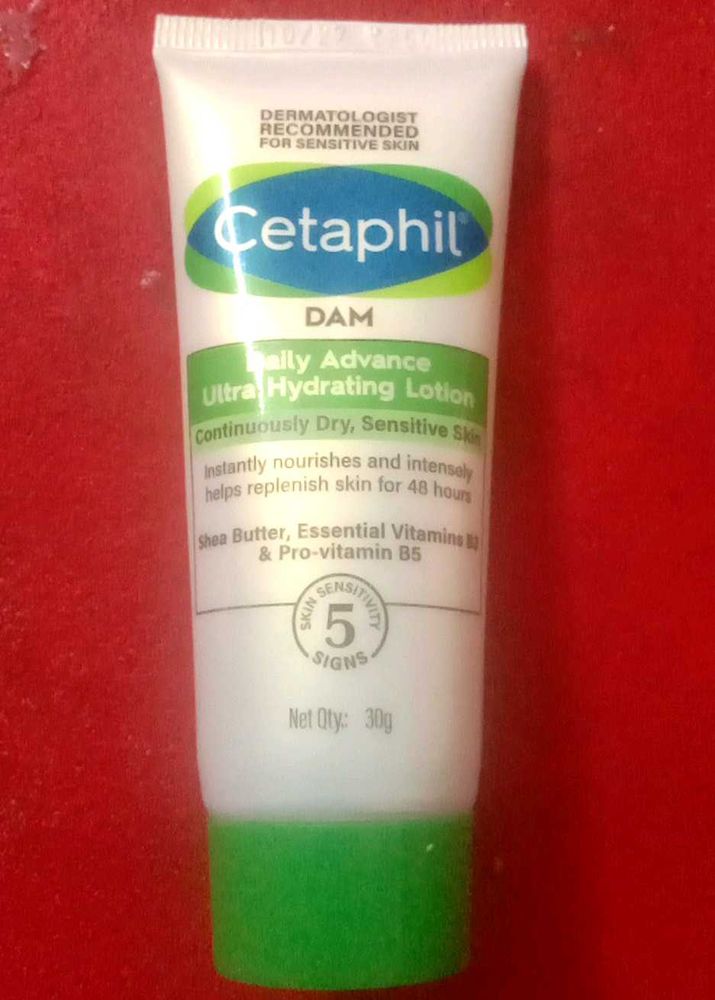 DERMATOLOGIST
RECOMMENDED
FOR SENSITIVE SKIN
Cetaphil
DAM
Daily Advance
Ultra Hydrating Lotion
Continuously Dry, Sensitive Skin
Instantly nourishes and intensely
helps replenish skin for 48 hours
Shea Butter, Essential Vitamins B3
& Pro-vitamin B5
SKIN SENSITIVITY
5
SIGNS
Net Qty.: 30g